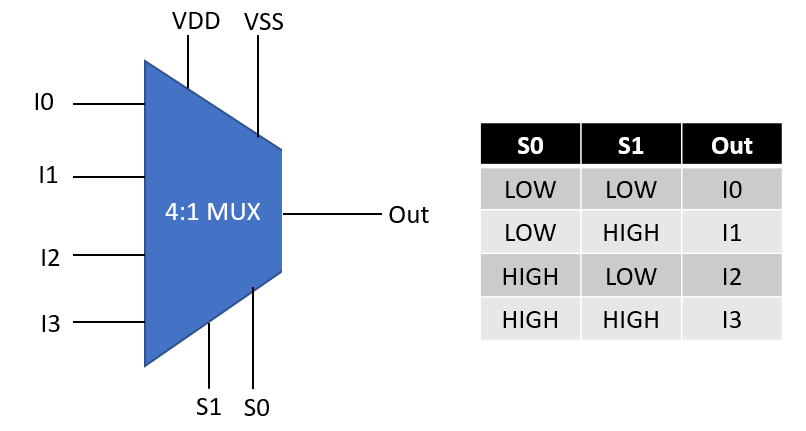 VDD VSS
I0
I1
I2
I3
4:1 MUX
Out
S1 S0
S0 S1 Out
LOW LOW I0
LOW HIGH I1
HIGH LOW I2
HIGH HIGH I3